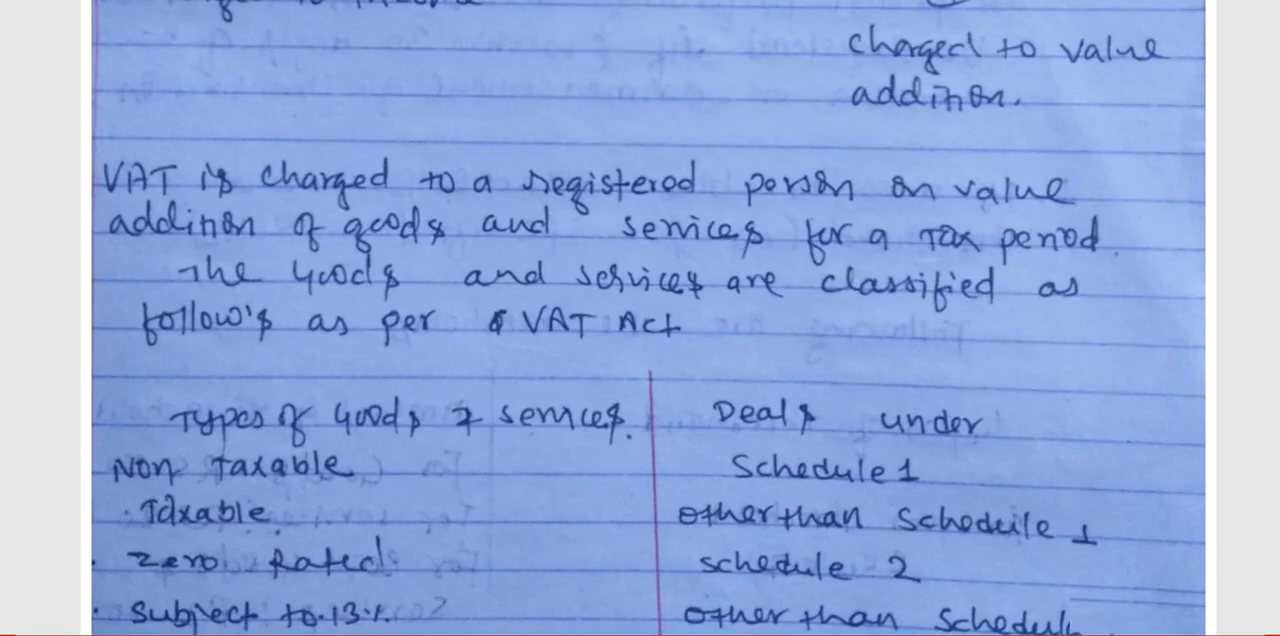 charged to value
addition.
VAT is charged to a registered person on value
addition of goods and services for a Tax period.
The Goods and services are classified as
follow's as per VAT Act
Types of Goods & services.
Deals under
Non taxable
Schedule 1
Taxable
other than Schedule 1
Zero Rated
schedule 2
Subject to 13%
other than Schedul